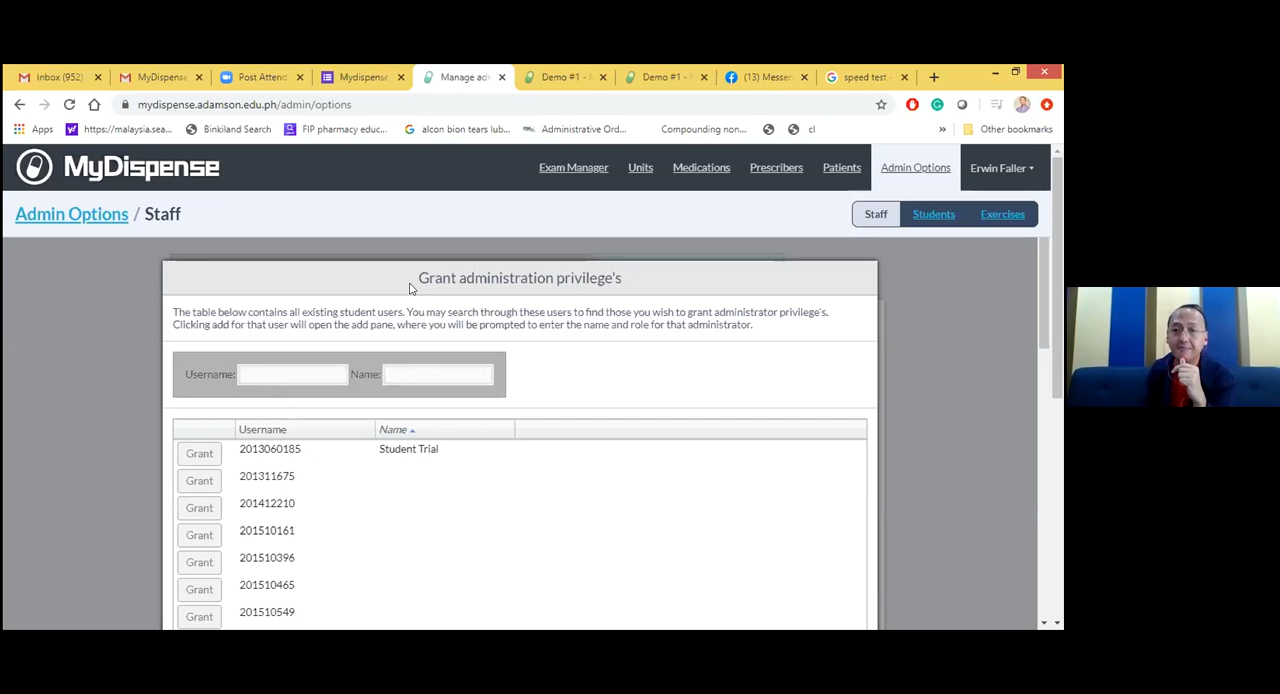 Inbox (952)
MyDispense
Post Attend
Mydispense
Manage adm
Demo #1 - M
Demo #1 - V
(13) Messen
speed test -
mydispense.adamson.edu.ph/admin/options
Apps
https://malaysia.sea...
Binkiland Search
FIP pharmacy educ...
alcon bion tears lub...
Administrative Ord...
Compounding non...
cl
»
Other bookmarks
MyDispense
Exam Manager
Units
Medications
Prescribers
Patients
Admin Options
Erwin Faller
Admin Options / Staff
Staff
Students
Exercises
Grant administration privilege's
The table below contains all existing student users. You may search through these users to find those you wish to grant administrator privilege's.
Clicking add for that user will open the add pane, where you will be prompted to enter the name and role for that administrator.
Username:
Name:
Username
Name
Grant 2013060185 Student Trial
Grant 201311675
Grant 201412210
Grant 201510161
Grant 201510396
Grant 201510465
Grant 201510549